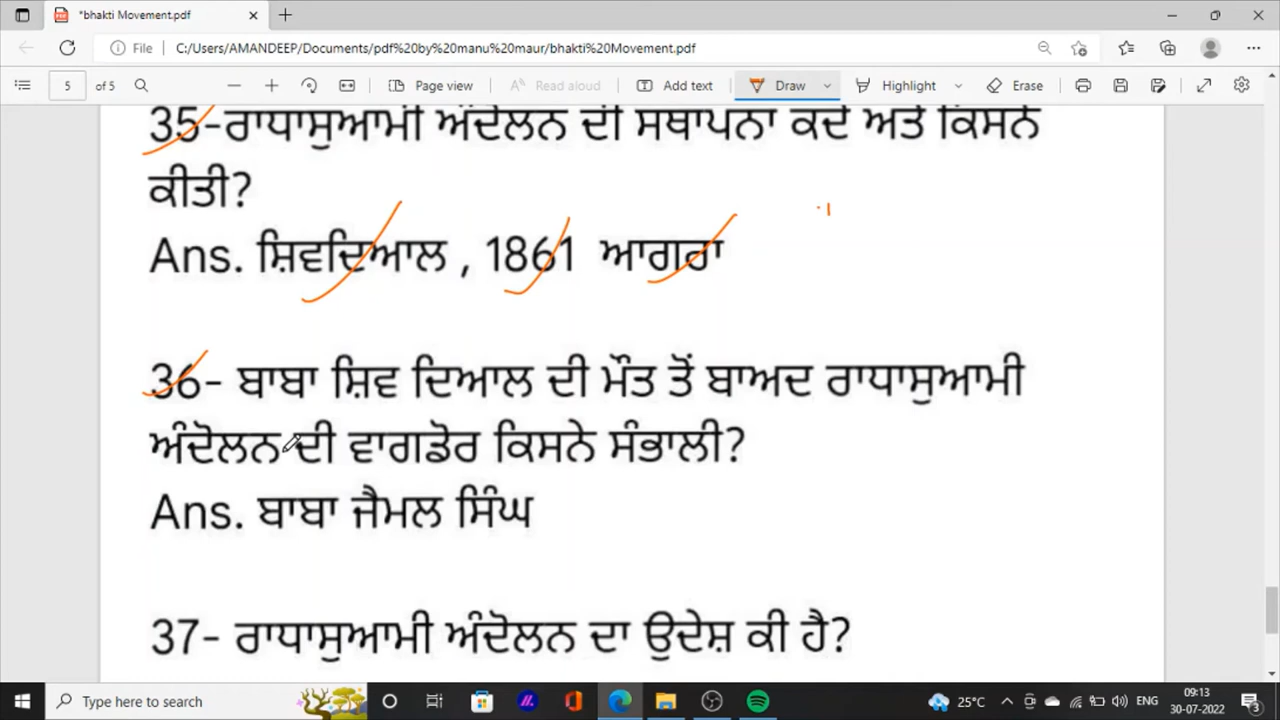 *bhakti Movement.pdf
File C:/Users/AMANDEEP/Documents/pdf%20by%20manu%20maur/bhakti%20Movement.pdf
5 of 5 Page view Read aloud Add text Draw Highlight Erase
35-ਰਾਧਾਸੁਆਮੀ ਅੰਦੋਲਨ ਦੀ ਸਥਾਪਨਾ ਕਦੋਂ ਅਤੇ ਕਿਸਨੇ
ਕੀਤੀ?
Ans. ਸ਼ਿਵਦਿਆਲ , 1861 ਆਗਰਾ
36- ਬਾਬਾ ਸ਼ਿਵ ਦਿਆਲ ਦੀ ਮੌਤ ਤੋਂ ਬਾਅਦ ਰਾਧਾਸੁਆਮੀ
ਅੰਦੋਲਨ ਦੀ ਵਾਗਡੋਰ ਕਿਸਨੇ ਸੰਭਾਲੀ?
Ans. ਬਾਬਾ ਜੈਮਲ ਸਿੰਘ
37- ਰਾਧਾਸੁਆਮੀ ਅੰਦੋਲਨ ਦਾ ਉਦੇਸ਼ ਕੀ ਹੈ?
Type here to search 25°C ENG 09:13
30-07-2022 3